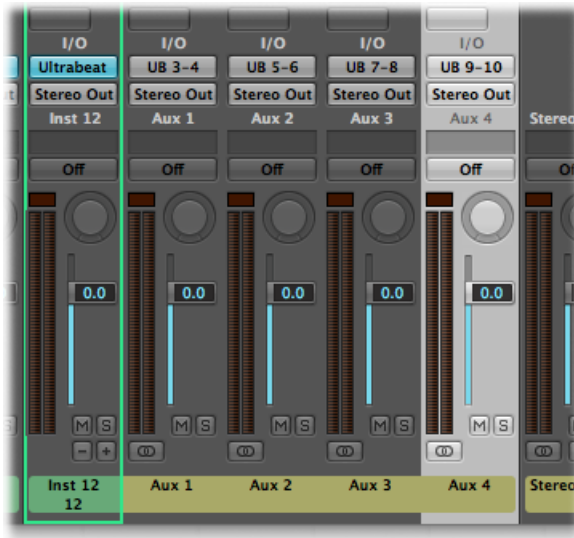 I/O I/O I/O I/O I/O
Ultrabeat UB 3-4 UB 5-6 UB 7-8 UB 9-10
Stereo Out Stereo Out Stereo Out Stereo Out Stereo Out
Inst 12 Aux 1 Aux 2 Aux 3 Aux 4 Stereo
Off Off Off Off Off
0.0 0.0 0.0 0.0 0.0
M S M S M S M S M S
- +
Inst 12 Aux 1 Aux 2 Aux 3 Aux 4 Stereo
12